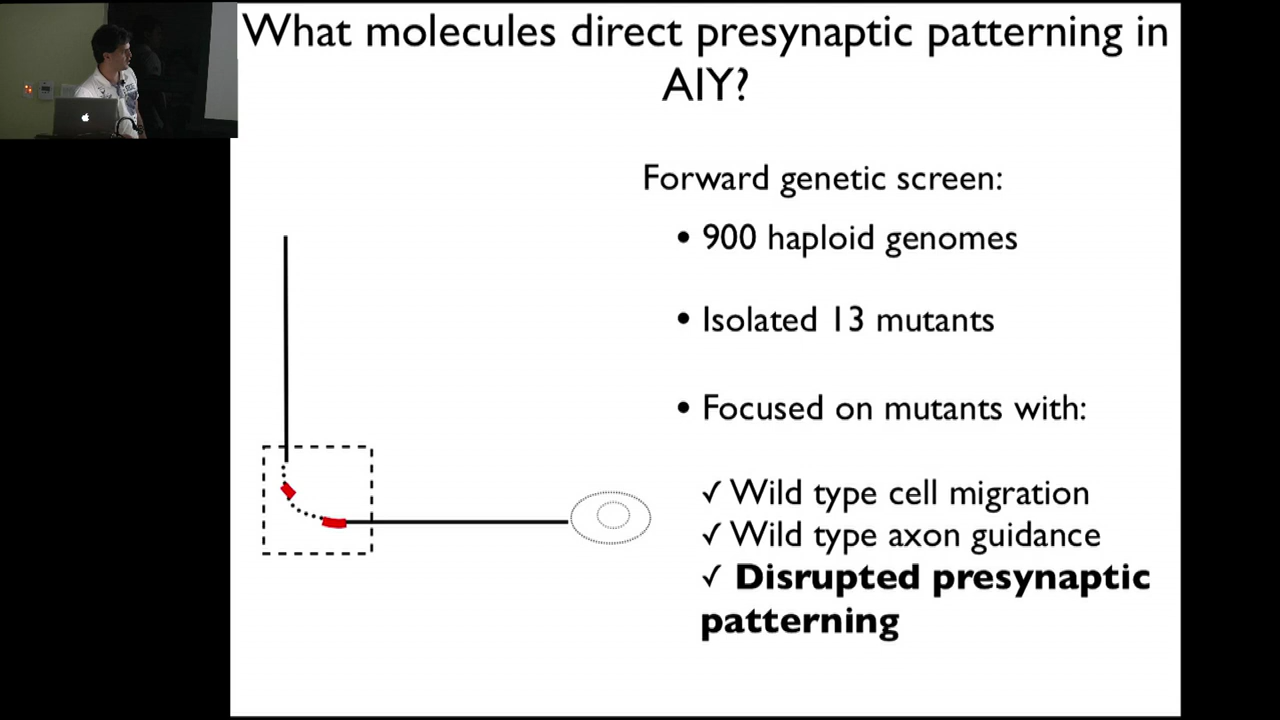 What molecules direct presynaptic patterning in
AIY?
Forward genetic screen:
• 900 haploid genomes
• Isolated 13 mutants
• Focused on mutants with:
✓ Wild type cell migration
✓ Wild type axon guidance
✓ Disrupted presynaptic
patterning